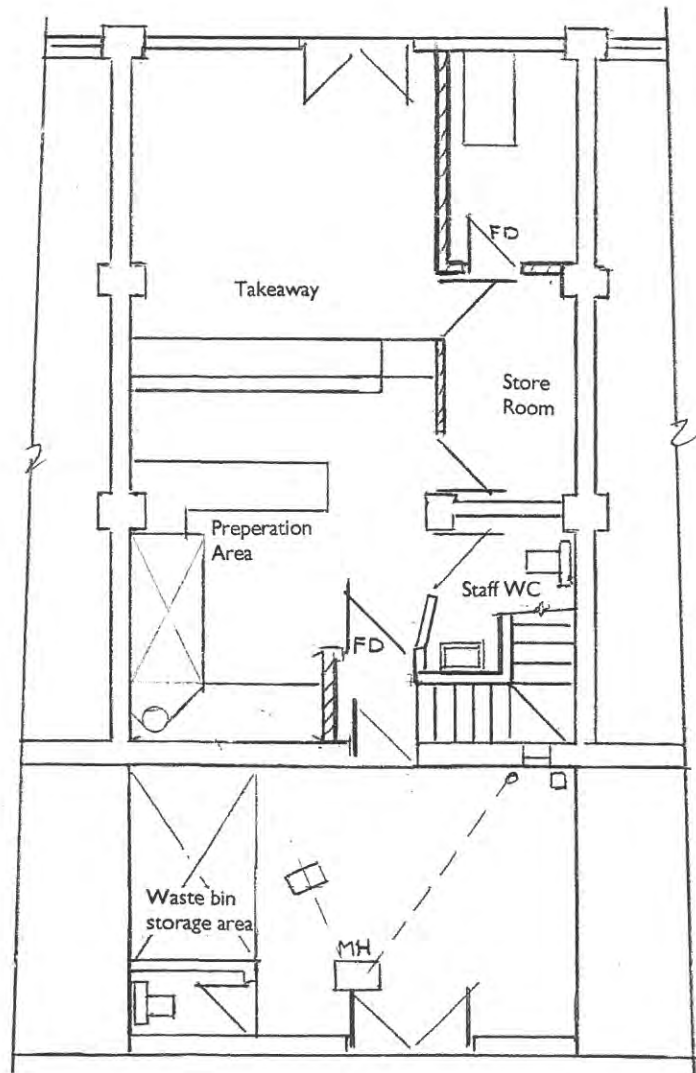 FD
Takeaway
Store
Room
Preperation
Area
Staff WC
FD
Waste bin
storage area
MH